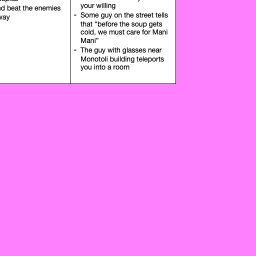 your willing
d beat the enemies
- Some guy on the street tells
way
that "before the soup gets
cold, we must care for Mani
Mani"
- The guy with glasses near
Monotoli building teleports
you into a room